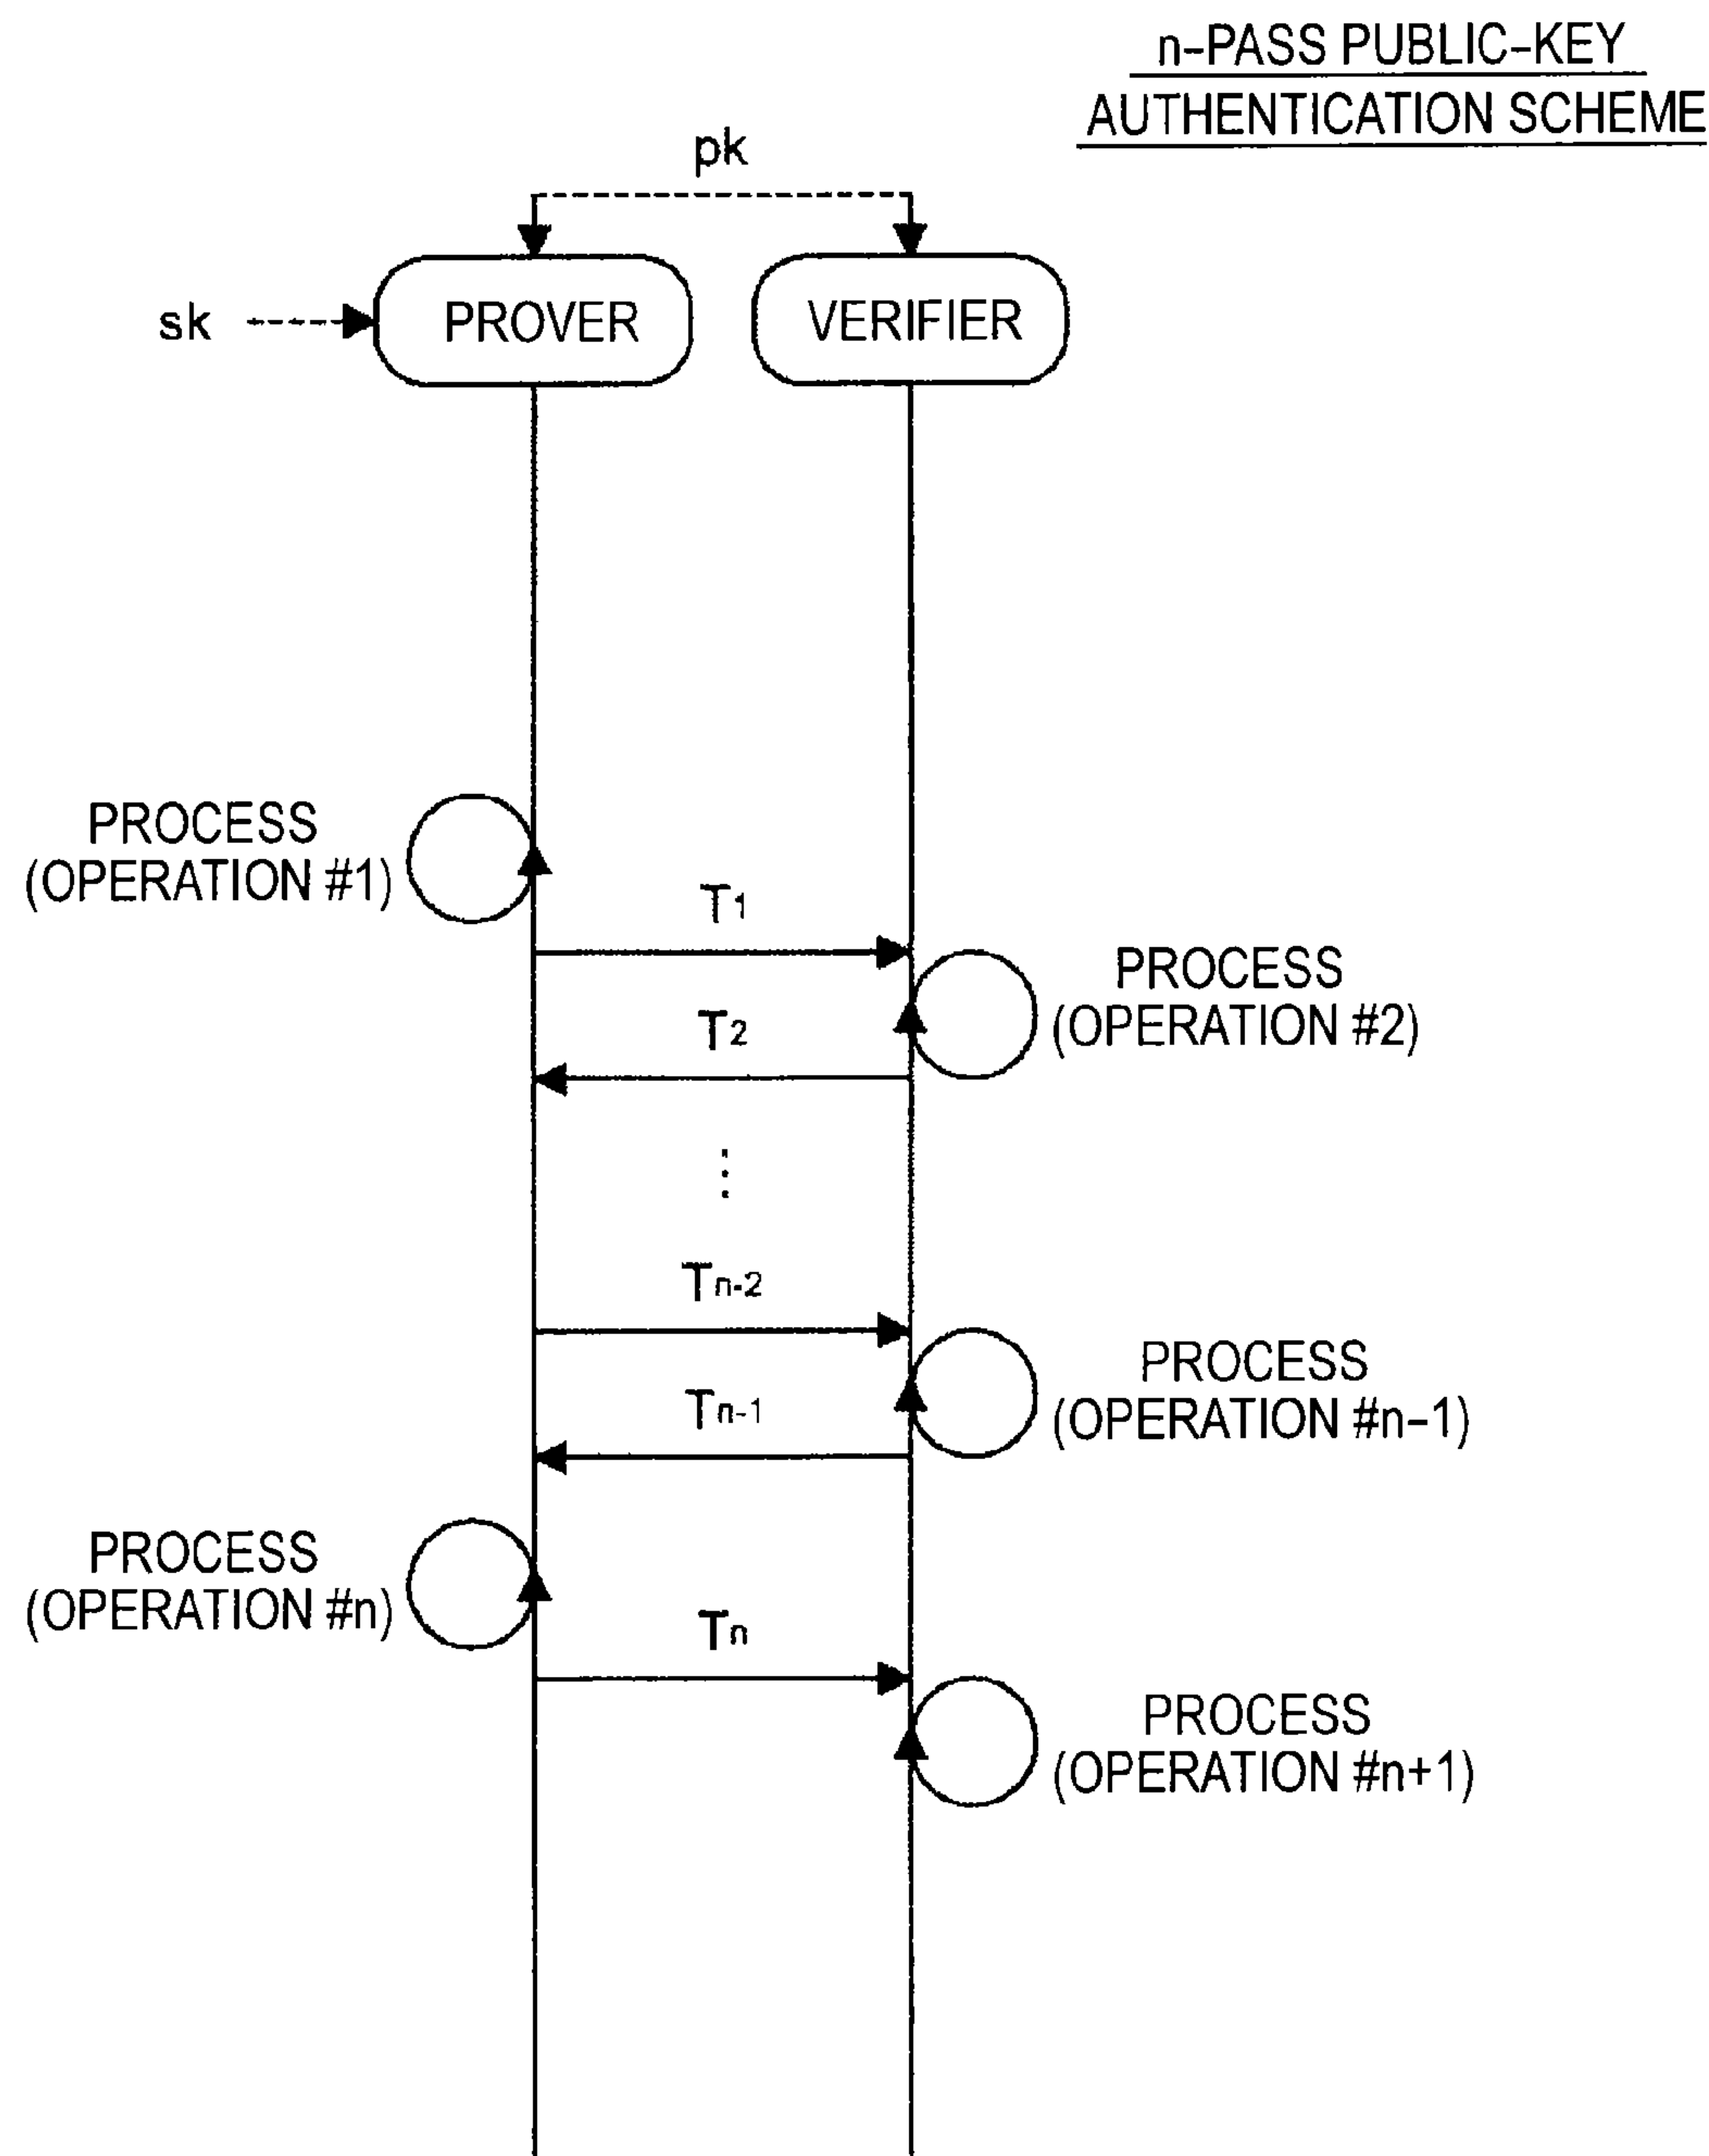 n-PASS PUBLIC-KEY
AUTHENTICATION SCHEME
pk
sk
PROVER
VERIFIER
PROCESS
(OPERATION #1)
T1
PROCESS
(OPERATION #2)
T2
⋮
Tn-2
PROCESS
(OPERATION #n-1)
Tn-1
PROCESS
(OPERATION #n)
Tn
PROCESS
(OPERATION #n+1)